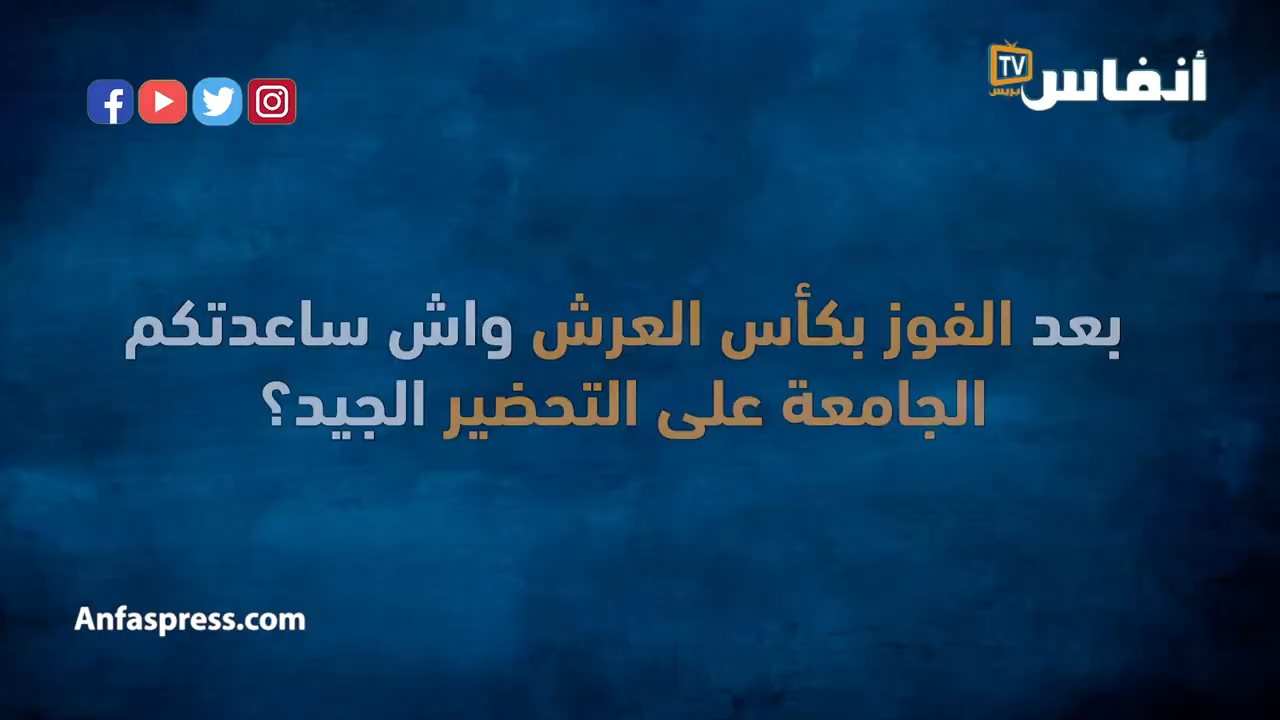 أنفاس
TV
بريس
بعد الفوز بكأس العرش واش ساعدتكم
الجامعة على التحضير الجيد؟
Anfaspress.com